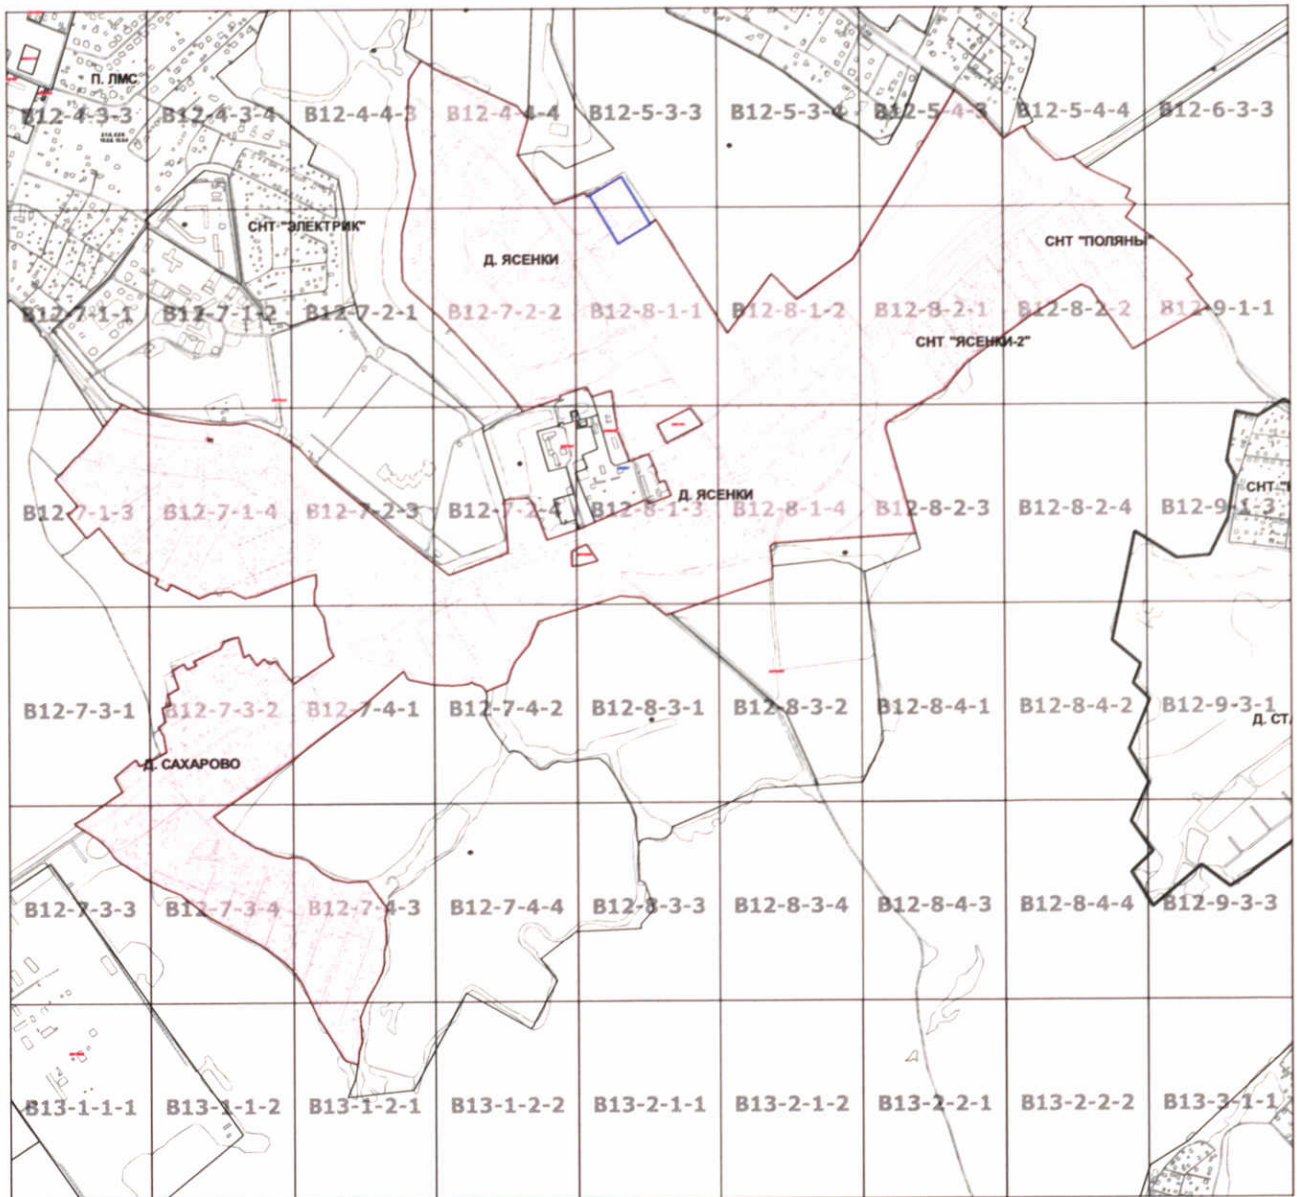 П. ЛМС
В12-4-3-3 В12-4-3-4 В12-4-4-3 В12-4-4-4 В12-5-3-3 В12-5-3-4 В12-5-4-3 В12-5-4-4 В12-6-3-3
СНТ "ЭЛЕКТРИК"
СНТ "ПОЛЯНЫ"
Д. ЯСЕНКИ
В12-7-1-1 В12-7-1-2 В12-7-2-1 В12-7-2-2 В12-8-1-1 В12-8-1-2 В12-8-2-1 В12-8-2-2 В12-9-1-1
СНТ "ЯСЕНКИ-2"
СНТ "
Д. ЯСЕНКИ
В12-7-1-3 В12-7-1-4 В12-7-2-3 В12-7-2-4 В12-8-1-3 В12-8-1-4 В12-8-2-3 В12-8-2-4 В12-9-1-3
В12-7-3-1 В12-7-3-2 В12-7-4-1 В12-7-4-2 В12-8-3-1 В12-8-3-2 В12-8-4-1 В12-8-4-2 В12-9-3-1
Д. СТ
Д. САХАРОВО
В12-7-3-3 В12-7-3-4 В12-7-4-3 В12-7-4-4 В12-8-3-3 В12-8-3-4 В12-8-4-3 В12-8-4-4 В12-9-3-3
В13-1-1-1 В13-1-1-2 В13-1-2-1 В13-1-2-2 В13-2-1-1 В13-2-1-2 В13-2-2-1 В13-2-2-2 В13-3-1-1